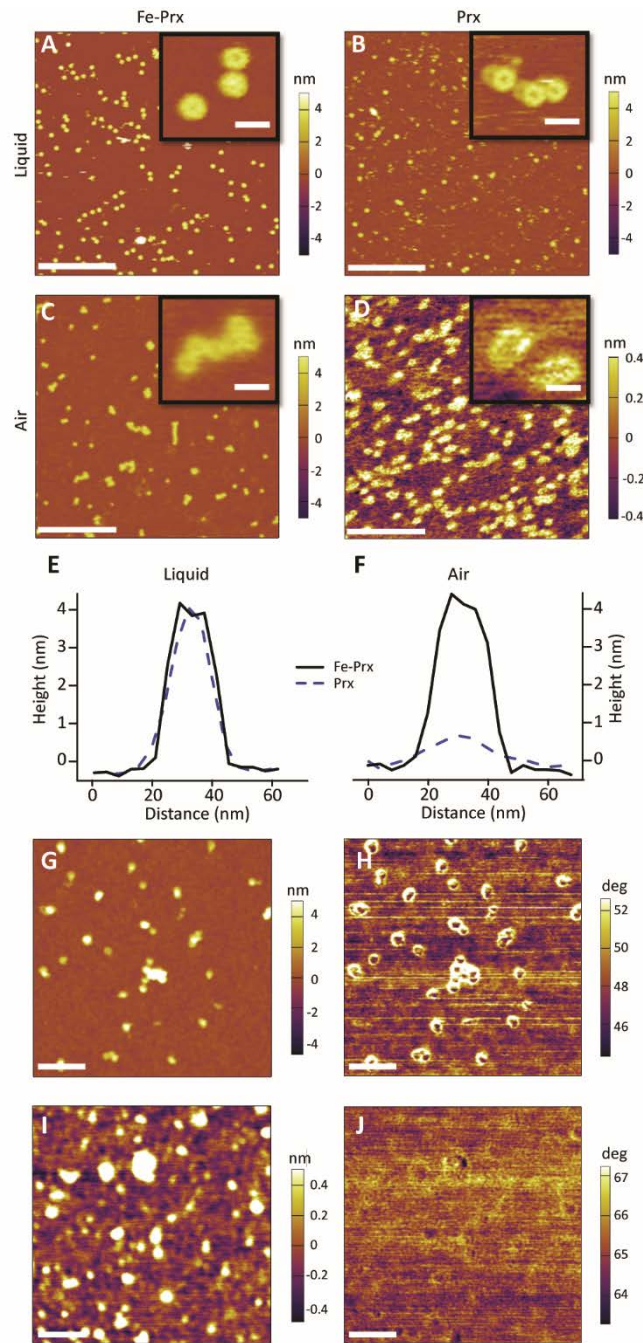 Fe-Prx
Prx
A
B
nm
nm
Liquid
4
2
0
-2
-4
4
2
0
-2
-4
C
D
nm
nm
Air
4
2
0
-2
-4
0.4
0.2
0
-0.2
-0.4
E
Liquid
F
Air
Height (nm)
4
3
2
1
0
0
20
40
60
Distance (nm)
Fe-Prx
Prx
4
3
2
1
0
Height (nm)
0
20
40
60
Distance (nm)
G
nm
4
2
0
-2
-4
H
deg
52
50
48
46
I
nm
0.4
0.2
0
-0.2
-0.4
J
deg
67
66
65
64